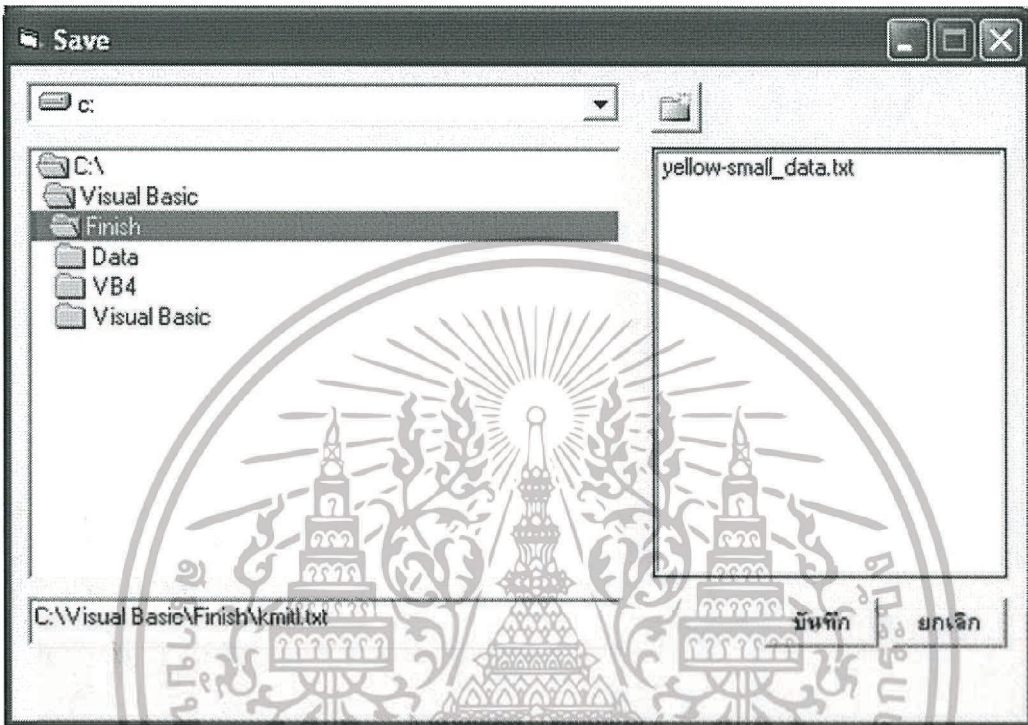 Save
c:
C:\
Visual Basic
Finish
Data
VB4
Visual Basic
yellow-small_data.txt
C:\Visual Basic\Finish\kmitl.txt
บันทึก
ยกเลิก